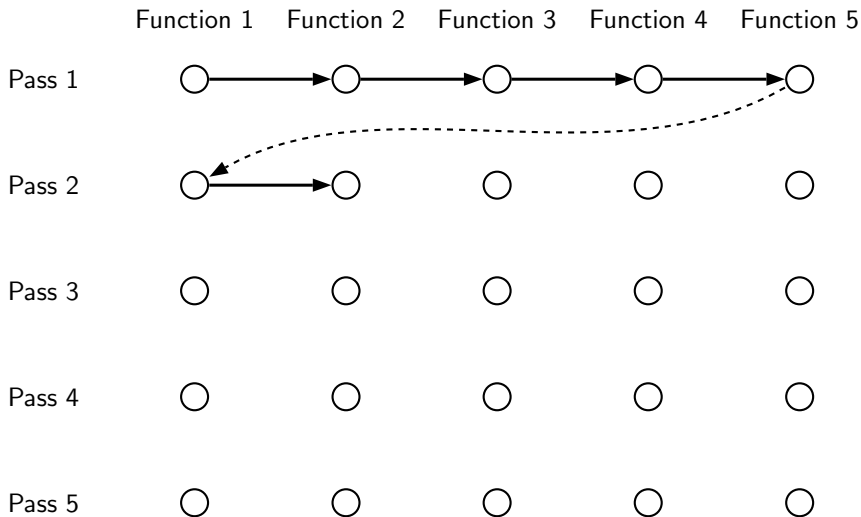 Function 1 Function 2 Function 3 Function 4 Function 5
Pass 1
Pass 2
Pass 3
Pass 4
Pass 5